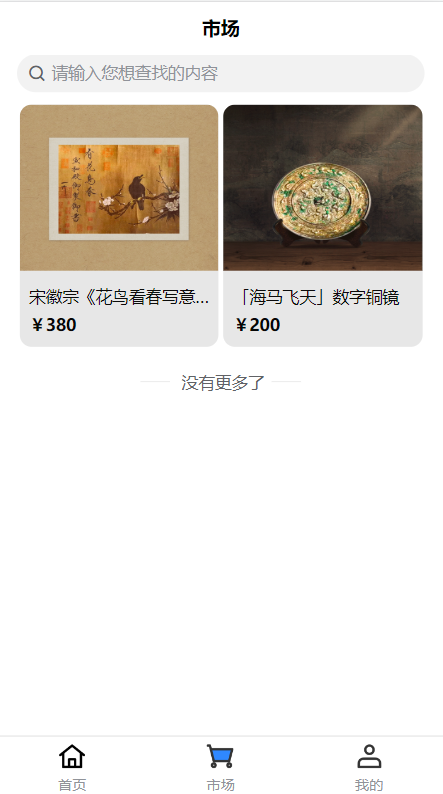 市场
请输入您想查找的内容
宋徽宗《花鸟看春写意...
￥380
「海马飞天」数字铜镜
￥200
没有更多了
首页
市场
我的